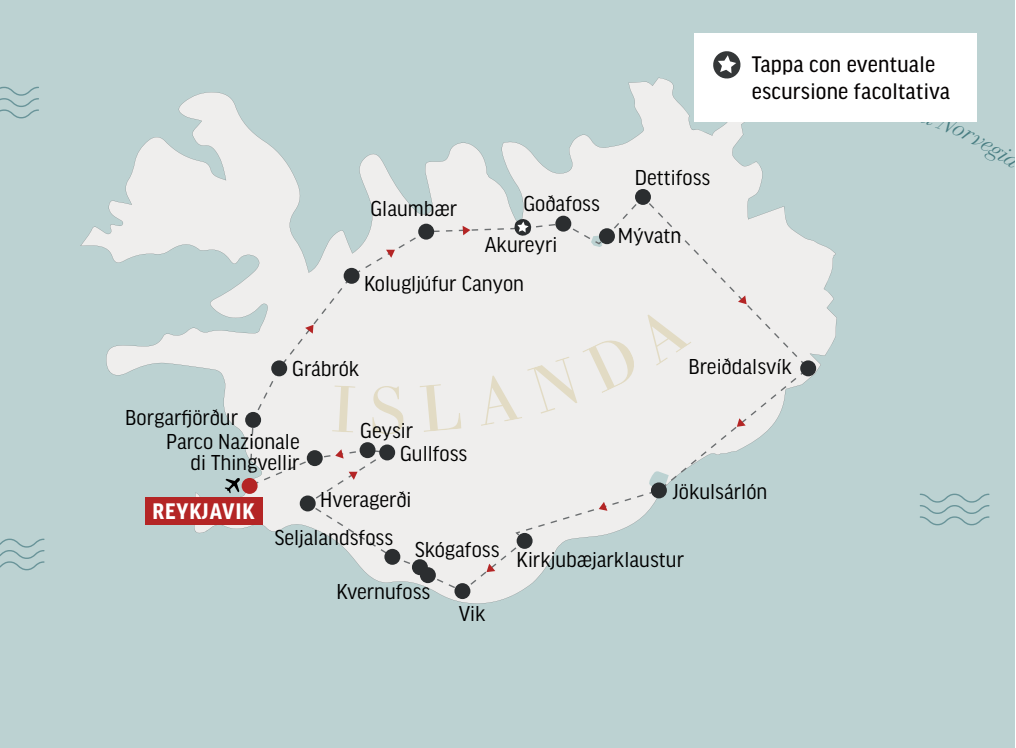 Tappa con eventuale
escursione facoltativa
Norvegia
Dettifoss
Glaumbær
Goðafoss
Akureyri
Mývatn
Kolugljúfur Canyon
ISLANDA
Grábrók
Breiðdalsvík
Borgarfjörður
Parco Nazionale
di Thingvellir
Geysir
Gullfoss
REYKJAVIK
Hveragerði
Jökulsárlón
Seljalandsfoss
Skógafoss
Kirkjubæjarklaustur
Kvernufoss
Vik